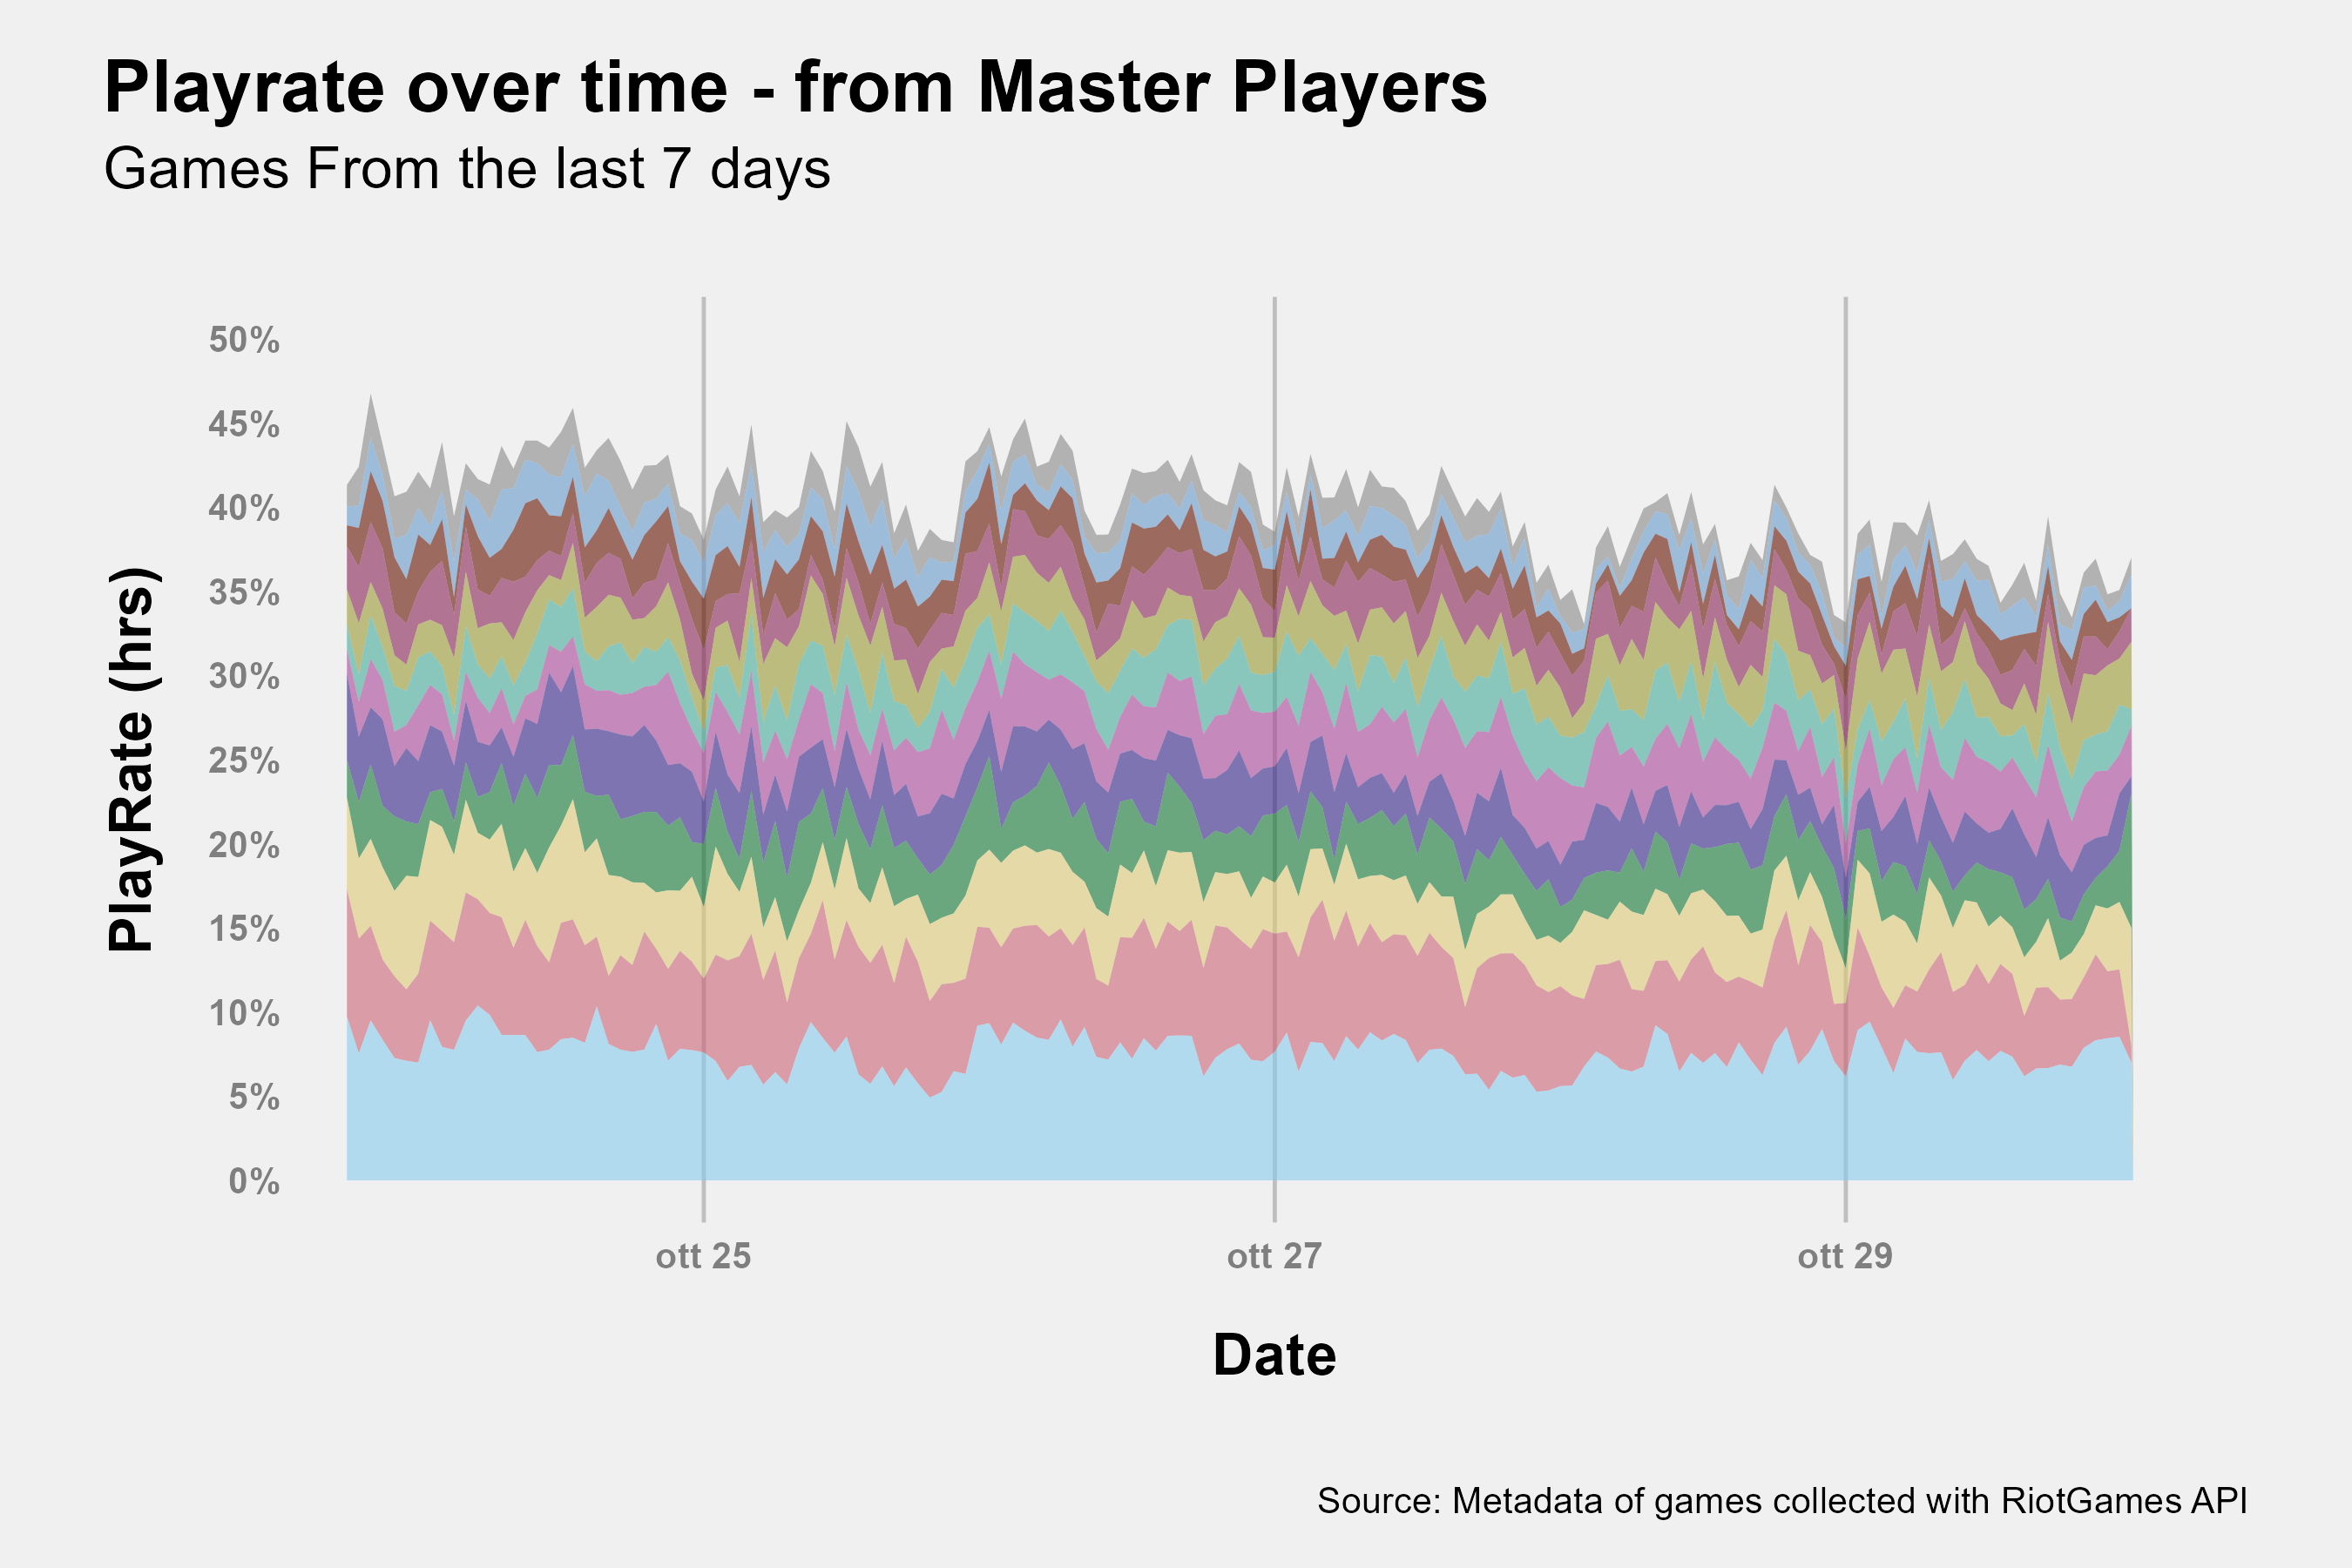 Playrate over time - from Master Players
Games From the last 7 days
50%
45%
40%
35%
30%
25%
20%
15%
10%
5%
0%
PlayRate (hrs)
ott 25
ott 27
ott 29
Date
Source: Metadata of games collected with RiotGames API